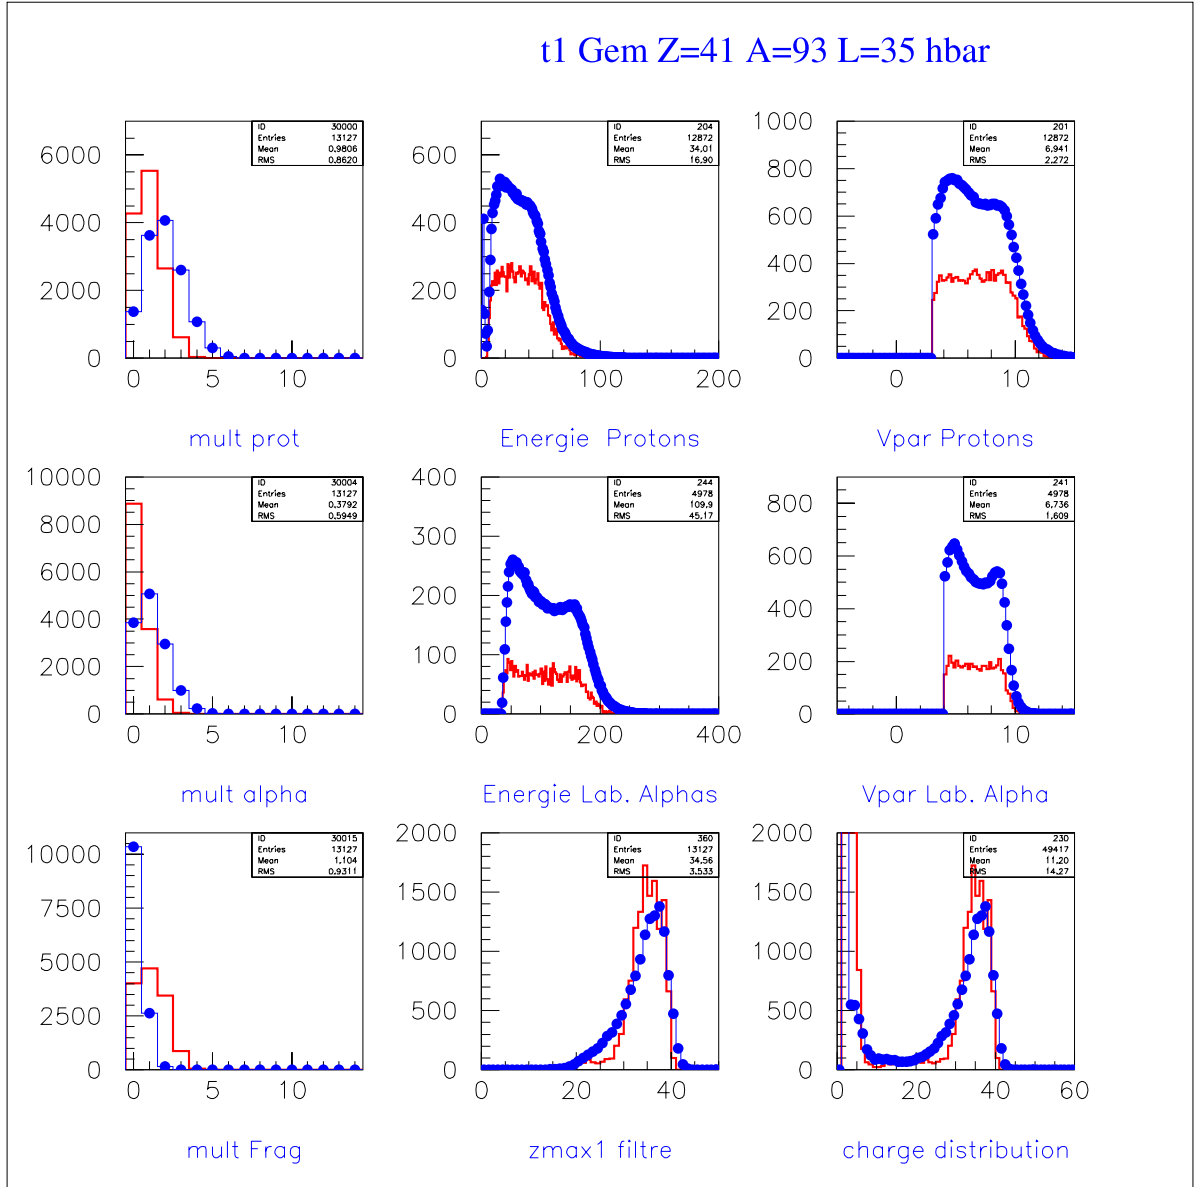 t1 Gem Z=41 A=93 L=35 hbar
ID 30000
Entries 13127
Mean 0.9806
RMS 0.8620
6000
4000
2000
0
0 5 10
mult prot
ID 204
Entries 12872
Mean 34.01
RMS 16.90
600
400
200
0
0 100 200
Energie Protons
ID 201
Entries 12872
Mean 6.941
RMS 2.272
1000
800
600
400
200
0
0 10
Vpar Protons
ID 30004
Entries 13127
Mean 0.3792
RMS 0.5949
10000
8000
6000
4000
2000
0
0 5 10
mult alpha
ID 244
Entries 4978
Mean 109.9
RMS 45.17
400
300
200
100
0
0 200 400
Energie Lab. Alphas
ID 241
Entries 4978
Mean 6.736
RMS 1.609
800
600
400
200
0
0 10
Vpar Lab. Alpha
ID 30015
Entries 13127
Mean 1.104
RMS 0.9311
10000
7500
5000
2500
0
0 5 10
mult Frag
ID 360
Entries 13127
Mean 34.56
RMS 3.533
2000
1500
1000
500
0
0 20 40
zmax1 filtre
ID 230
Entries 49417
Mean 11.20
RMS 14.27
2000
1500
1000
500
0
0 20 40 60
charge distribution